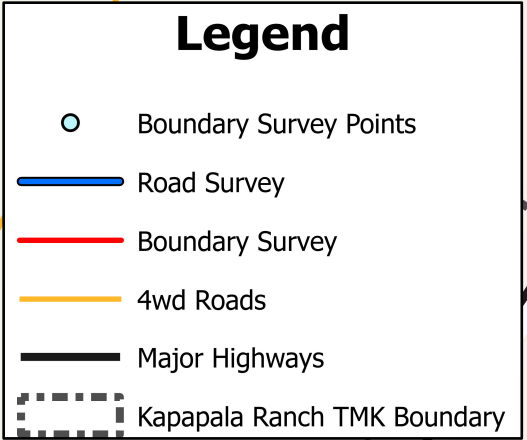 Legend
Boundary Survey Points
Road Survey
Boundary Survey
4wd Roads
Major Highways
Kapapala Ranch TMK Boundary